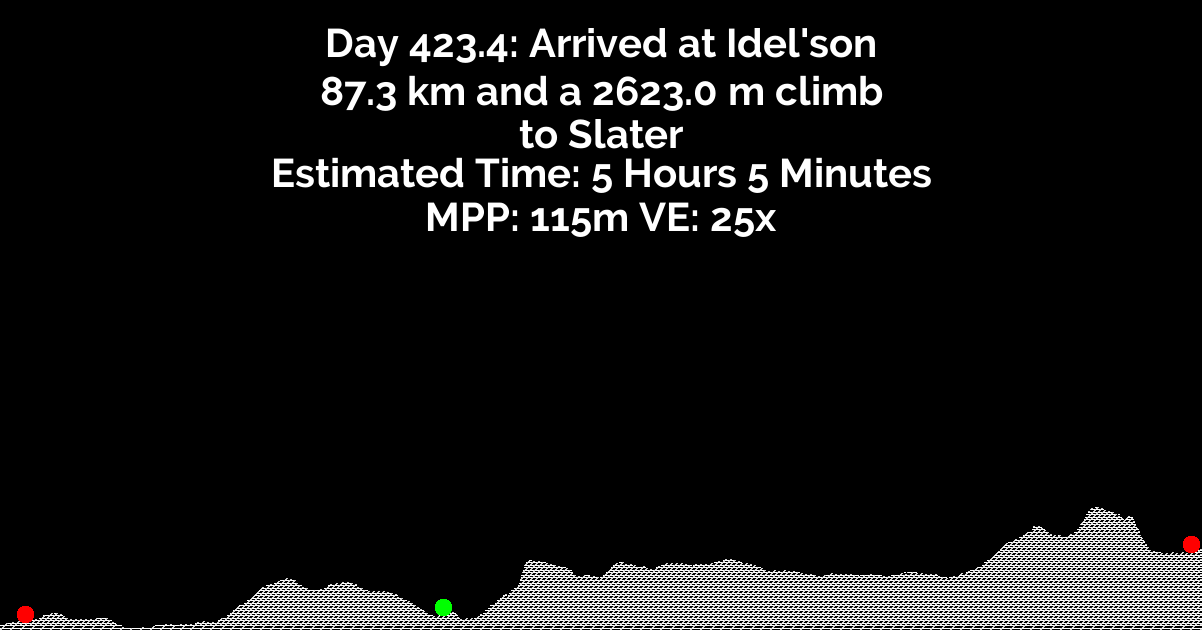 Day 423.4: Arrived at Idel'son
87.3 km and a 2623.0 m climb
to Slater
Estimated Time: 5 Hours 5 Minutes
MPP: 115m VE: 25x